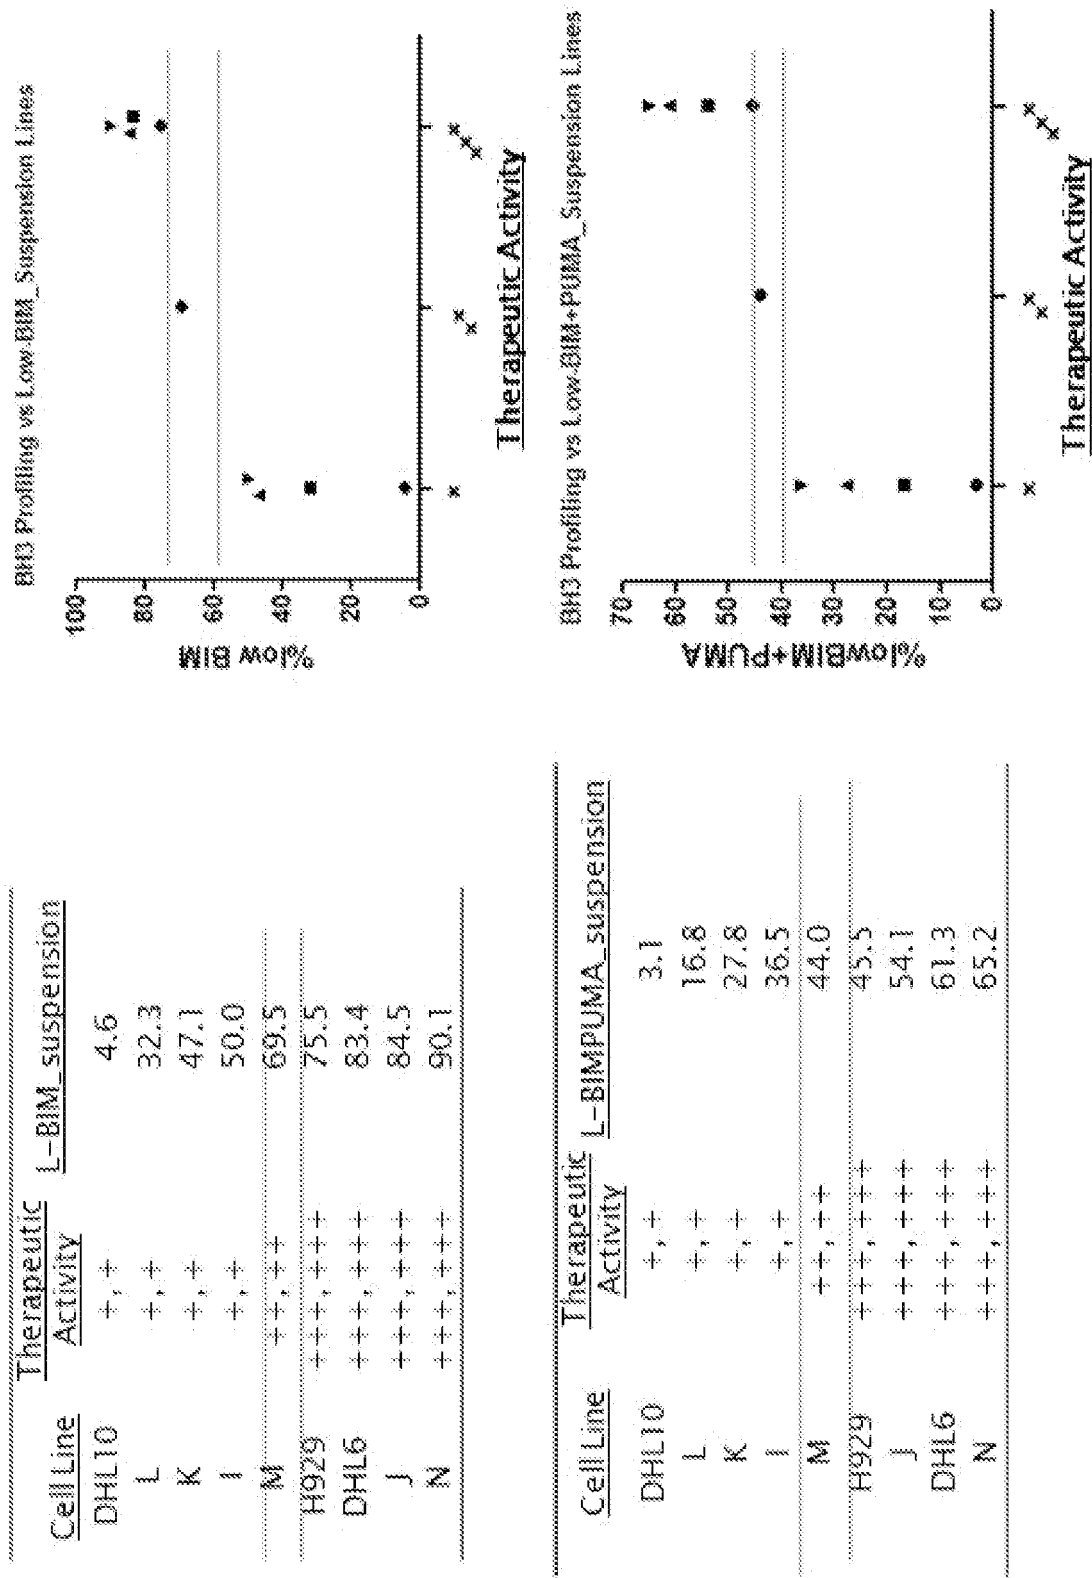 Cell Line Therapeutic Activity L-BIM_suspension
DHL10 +,+ 4.6
L +,+ 32.3
K +,+ 47.1
I +,+ 50.0
M ++,++ 69.5
H929 +++,+++ 75.5
DHL6 +++,+++ 83.4
J +++,+++ 84.5
N +++,+++ 90.1
BH3 Profiling vs Low-BIM_Suspension Lines
%low BIM
100
80
60
40
20
0
x
x
x
x
x
x
Therapeutic Activity
Cell Line Therapeutic Activity L-BIMPUMA_suspension
DHL10 +,+ 3.1
L +,+ 16.8
K +,+ 27.8
I +,+ 36.5
M ++,++ 44.0
H929 +++,+++ 45.5
J +++,+++ 54.1
DHL6 +++,+++ 61.3
N +++,+++ 65.2
BH3 Profiling vs Low-BIM+PUMA_Suspension Lines
%lowBIM+PUMA
70
60
50
40
30
20
10
0
x
x
x
x
x
x
Therapeutic Activity